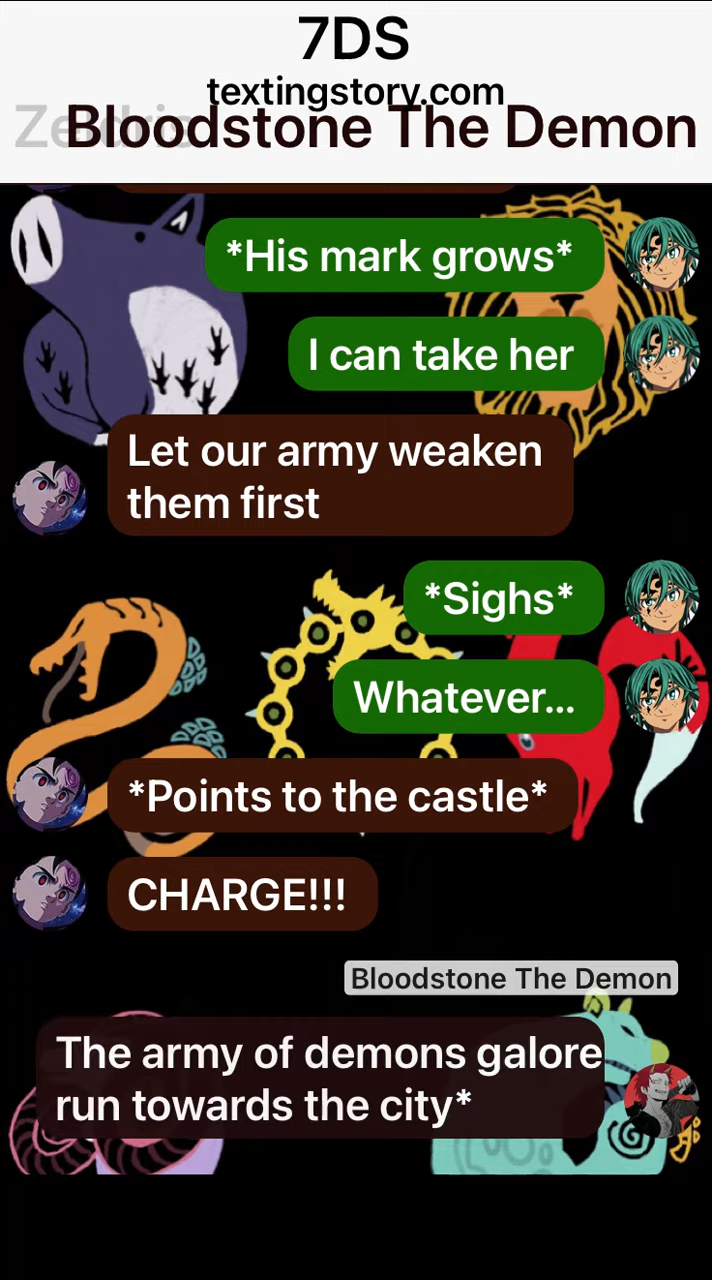 7DS
textingstory.com
Zeldris
Bloodstone The Demon
*His mark grows*
I can take her
Let our army weaken
them first
*Sighs*
Whatever...
*Points to the castle*
CHARGE!!!
Bloodstone The Demon
The army of demons galore
run towards the city*